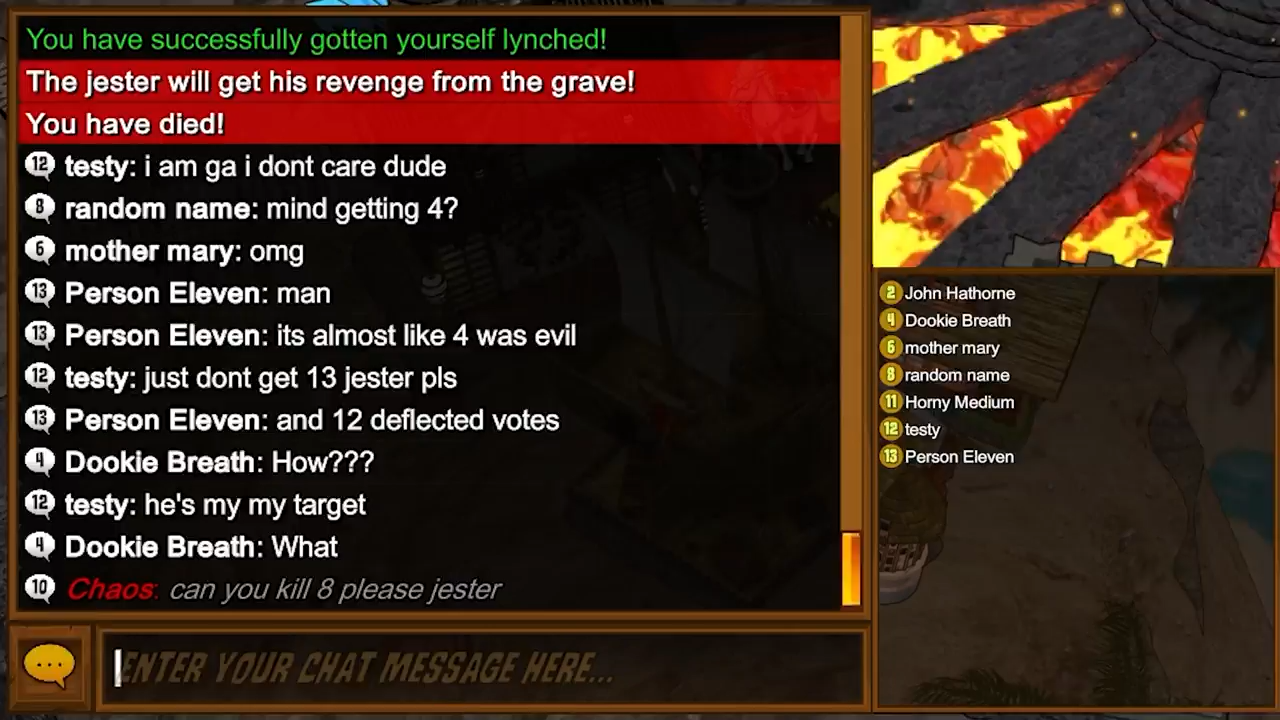 You have successfully gotten yourself lynched!
The jester will get his revenge from the grave!
You have died!
12 testy: i am ga i dont care dude
8 random name: mind getting 4?
6 mother mary: omg
13 Person Eleven: man
13 Person Eleven: its almost like 4 was evil
12 testy: just dont get 13 jester pls
13 Person Eleven: and 12 deflected votes
4 Dookie Breath: How???
12 testy: he's my my target
4 Dookie Breath: What
10 Chaos: can you kill 8 please jester
ENTER YOUR CHAT MESSAGE HERE...
2 John Hathorne
4 Dookie Breath
6 mother mary
8 random name
11 Horny Medium
12 testy
13 Person Eleven